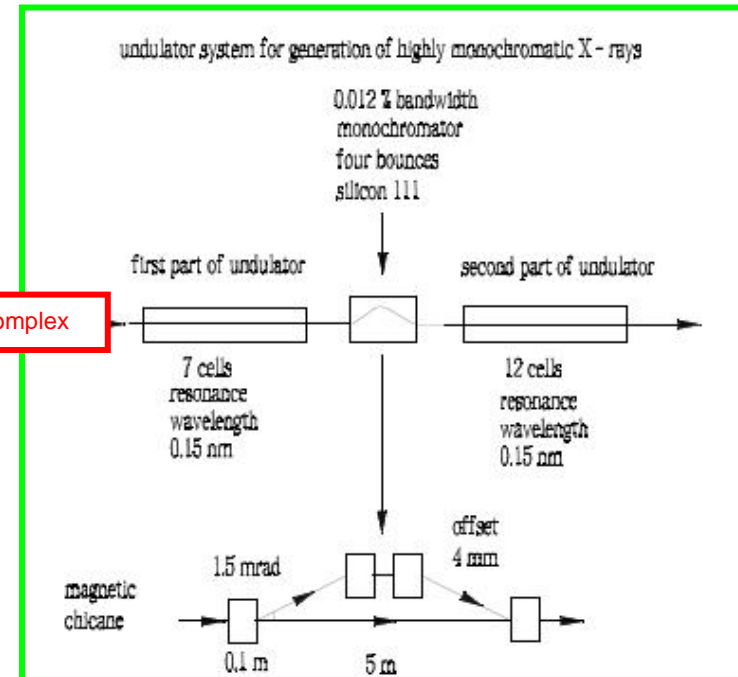 undulator system for generation of highly monochromatic X - rays
0.012 % bandwidth
monochromator
four bounces
silicon 111
first part of undulator
second part of undulator
omplex
7 cells
resonance
wavelength
0.15 nm
12 cells
resonance
wavelength
0.15 nm
offset
4 mm
1.5 mrad
magnetic
chicane
0.1 m
5 m